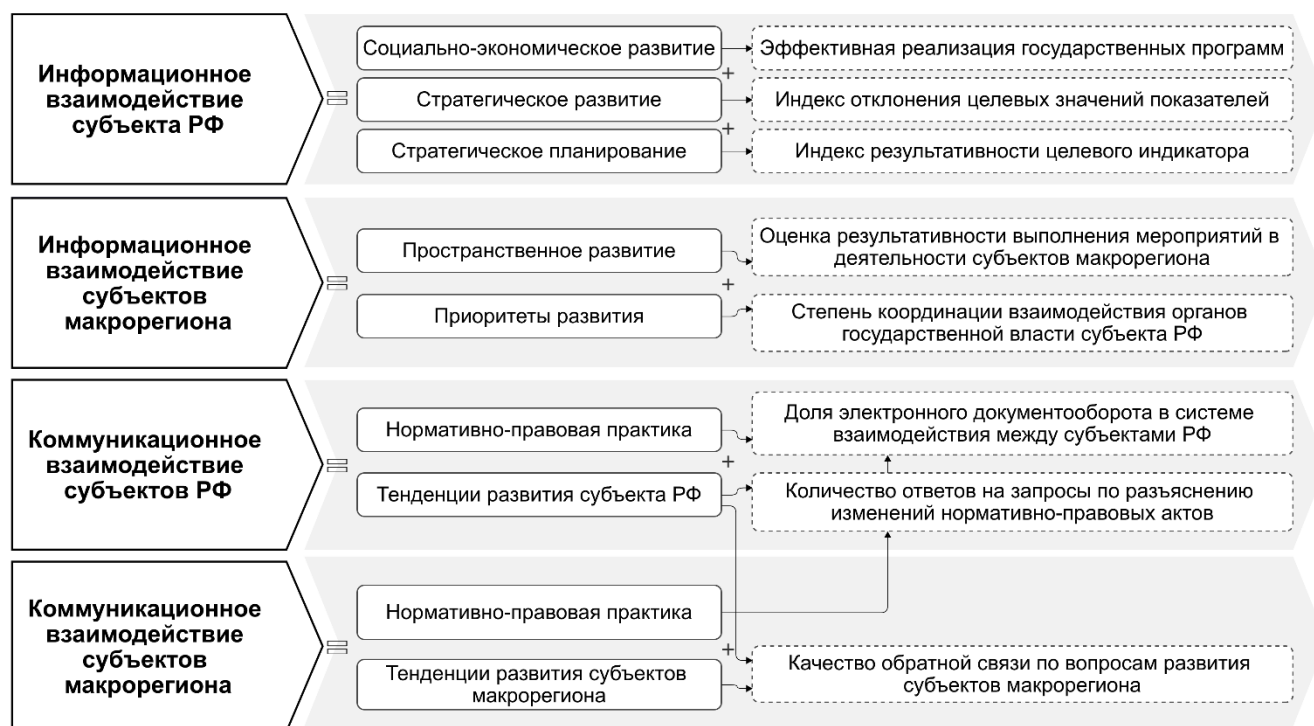 Информационное
взаимодействие
субъекта РФ
=
Социально-экономическое развитие
Эффективная реализация государственных программ
+
Стратегическое развитие
Индекс отклонения целевых значений показателей
+
Стратегическое планирование
Индекс результативности целевого индикатора
Информационное
взаимодействие
субъектов
макрорегиона
=
Пространственное развитие
Оценка результативности выполнения мероприятий в
деятельности субъектов макрорегиона
+
Приоритеты развития
Степень координации взаимодействия органов
государственной власти субъекта РФ
Коммуникационное
взаимодействие
субъектов РФ
=
Нормативно-правовая практика
Доля электронного документооборота в системе
взаимодействия между субъектами РФ
+
Тенденции развития субъекта РФ
Количество ответов на запросы по разъяснению
изменений нормативно-правовых актов
Коммуникационное
взаимодействие
субъектов
макрорегиона
=
Нормативно-правовая практика
+
Тенденции развития субъектов
макрорегиона
Качество обратной связи по вопросам развития
субъектов макрорегиона